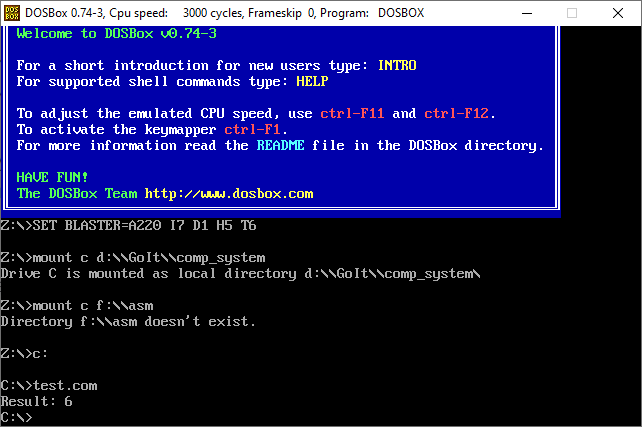 DOSBox 0.74-3, Cpu speed:    3000 cycles, Frameskip  0, Program:   DOSBOX
Welcome to DOSBox v0.74-3
For a short introduction for new users type: INTRO
For supported shell commands type: HELP
To adjust the emulated CPU speed, use ctrl-F11 and ctrl-F12.
To activate the keymapper ctrl-F1.
For more information read the README file in the DOSBox directory.
HAVE FUN!
The DOSBox Team http://www.dosbox.com
Z:\>SET BLASTER=A220 I7 D1 H5 T6
Z:\>mount c d:\\GoIt\\comp_system
Drive C is mounted as local directory d:\\GoIt\\comp_system\
Z:\>mount c f:\\asm
Directory f:\\asm doesn't exist.
Z:\>c:
C:\>test.com
Result: 6
C:\>